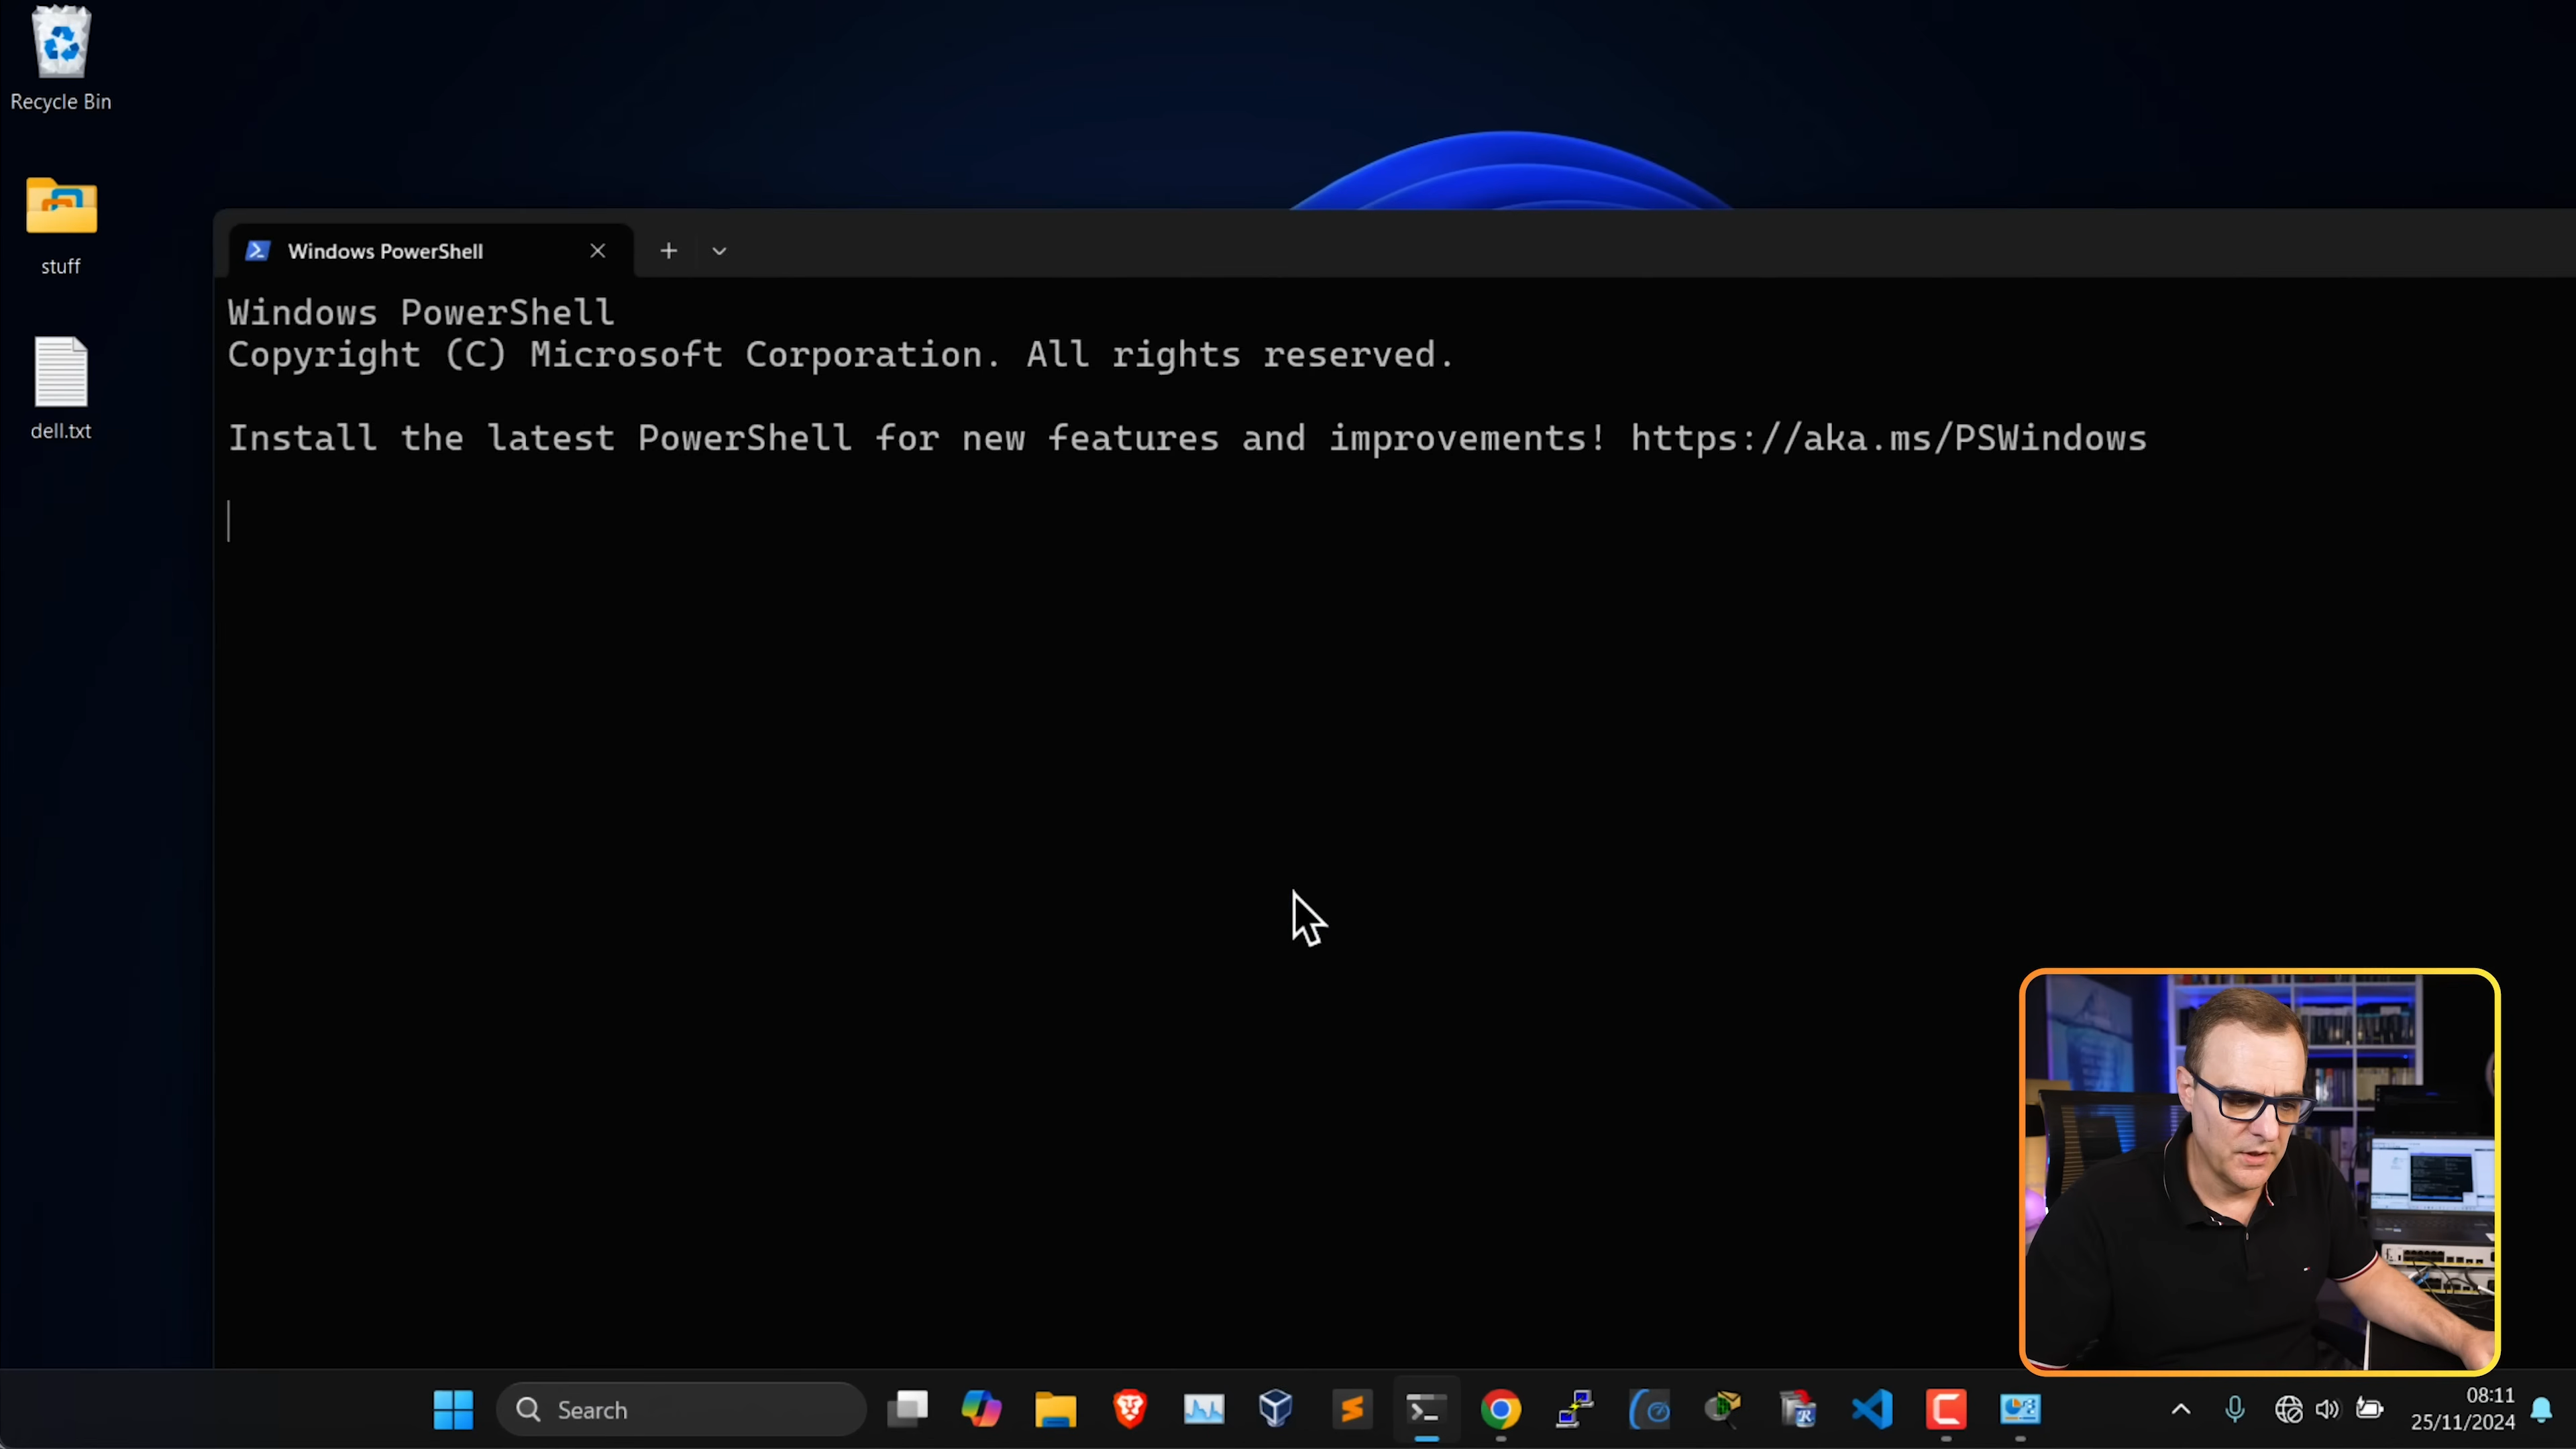 Recycle Bin
stuff
dell.txt
Windows PowerShell
Windows PowerShell
Copyright (C) Microsoft Corporation. All rights reserved.
Install the latest PowerShell for new features and improvements! https://aka.ms/PSWindows
Search
08:11
25/11/2024